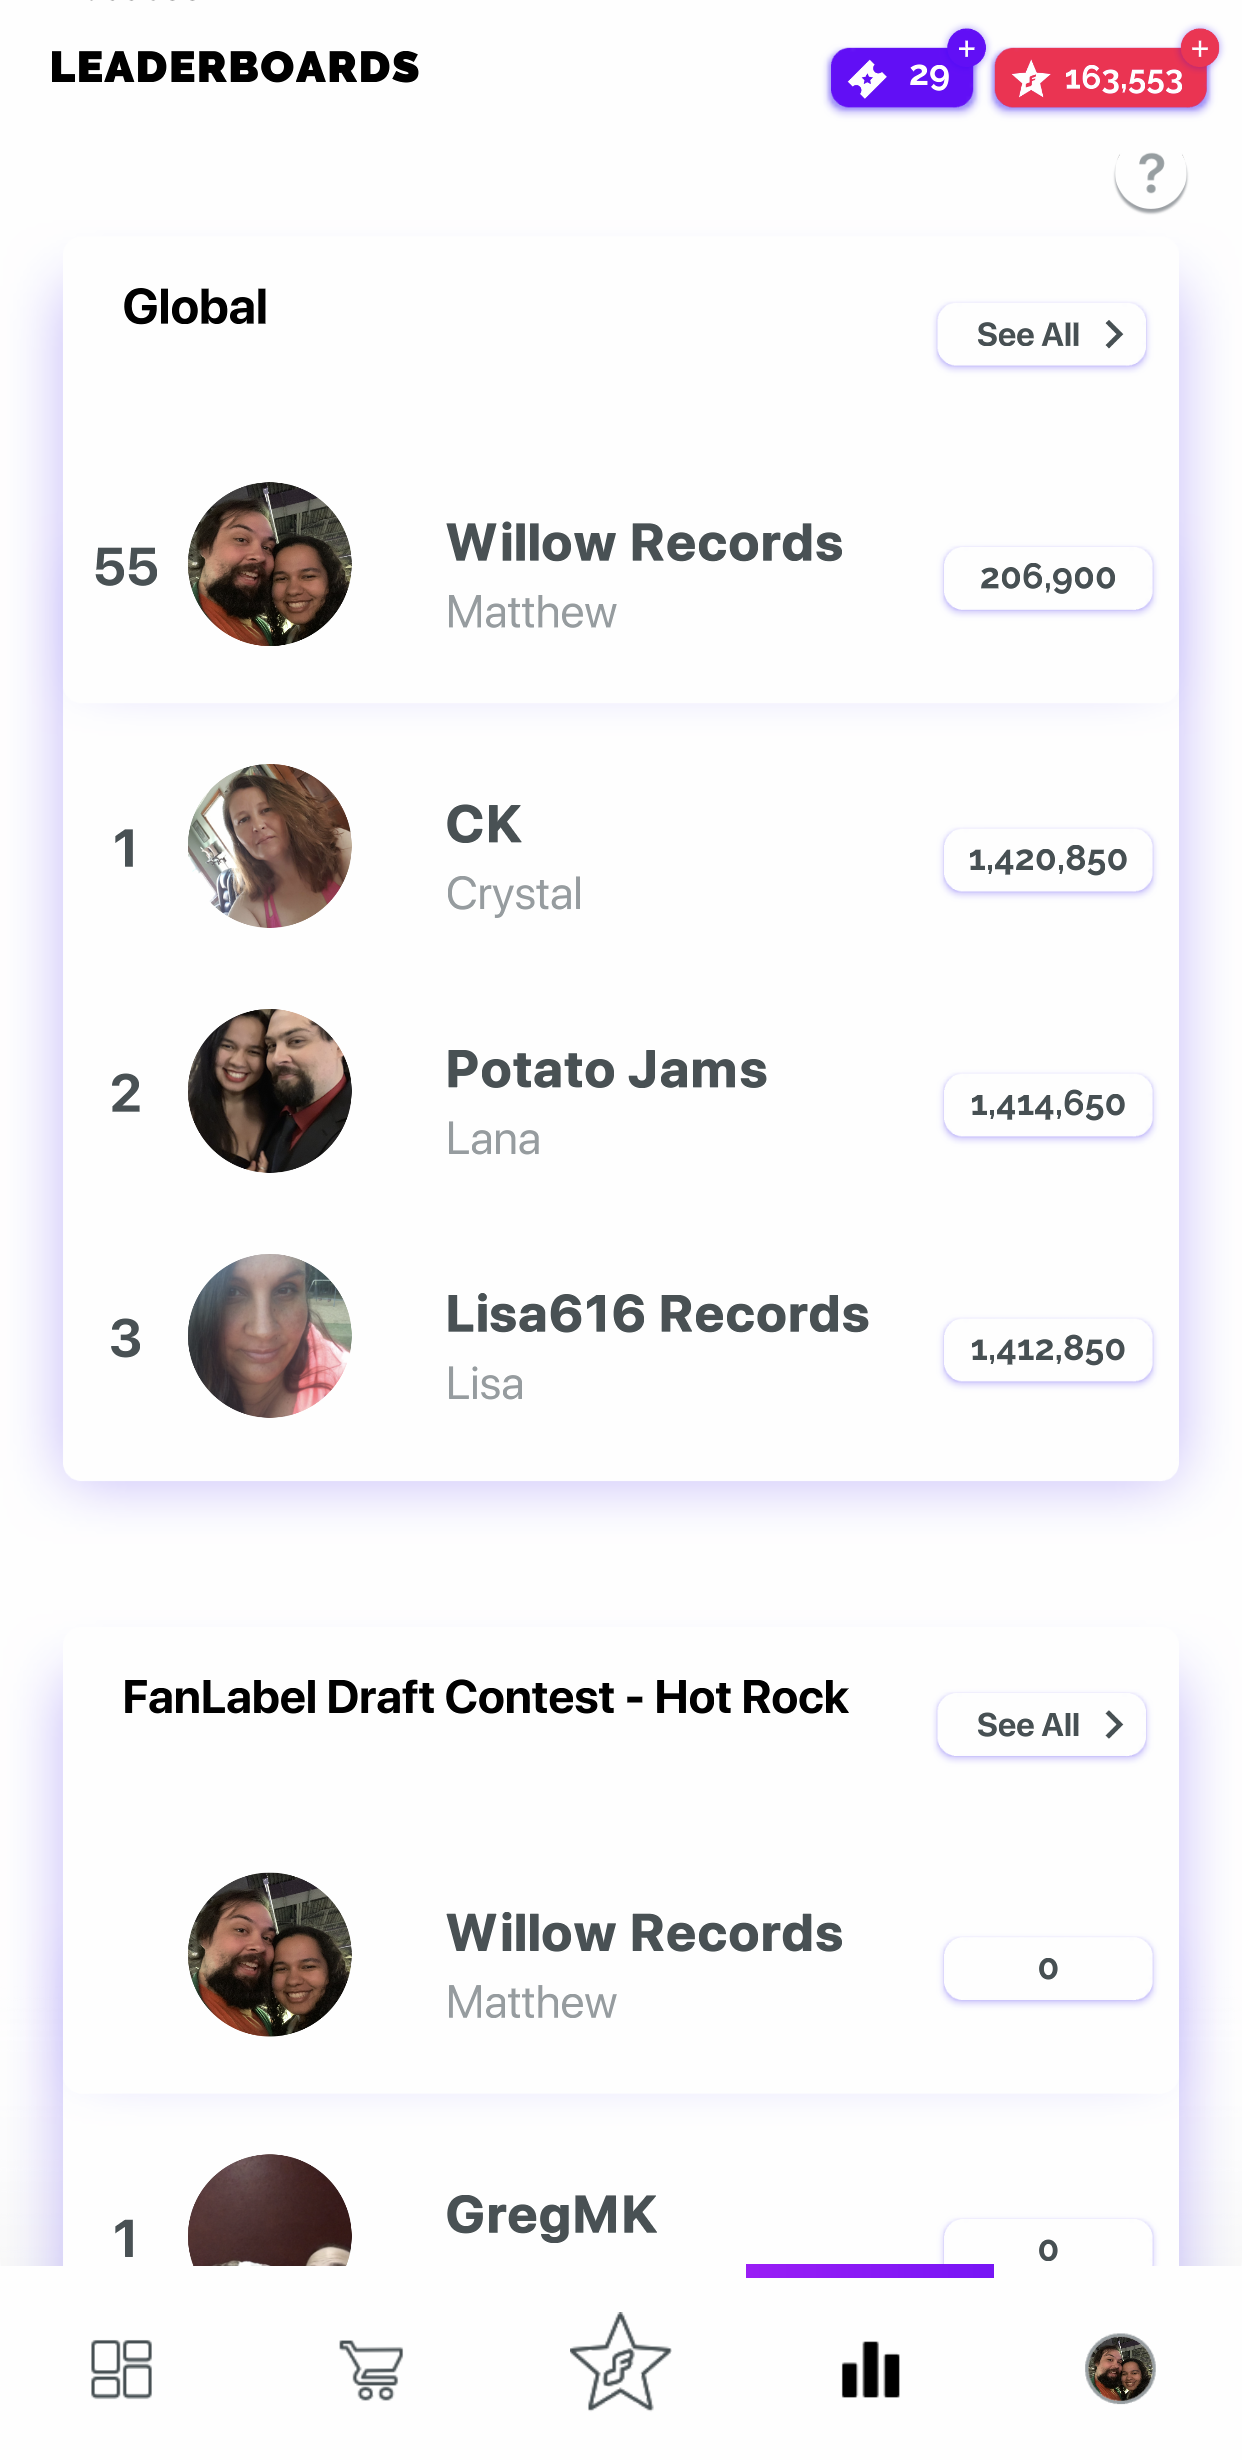 LEADERBOARDS
29
163,553
?
Global
See All
55
Willow Records
Matthew
206,900
1
CK
Crystal
1,420,850
2
Potato Jams
Lana
1,414,650
3
Lisa616 Records
Lisa
1,412,850
FanLabel Draft Contest - Hot Rock
See All
Willow Records
Matthew
0
1
GregMK
0